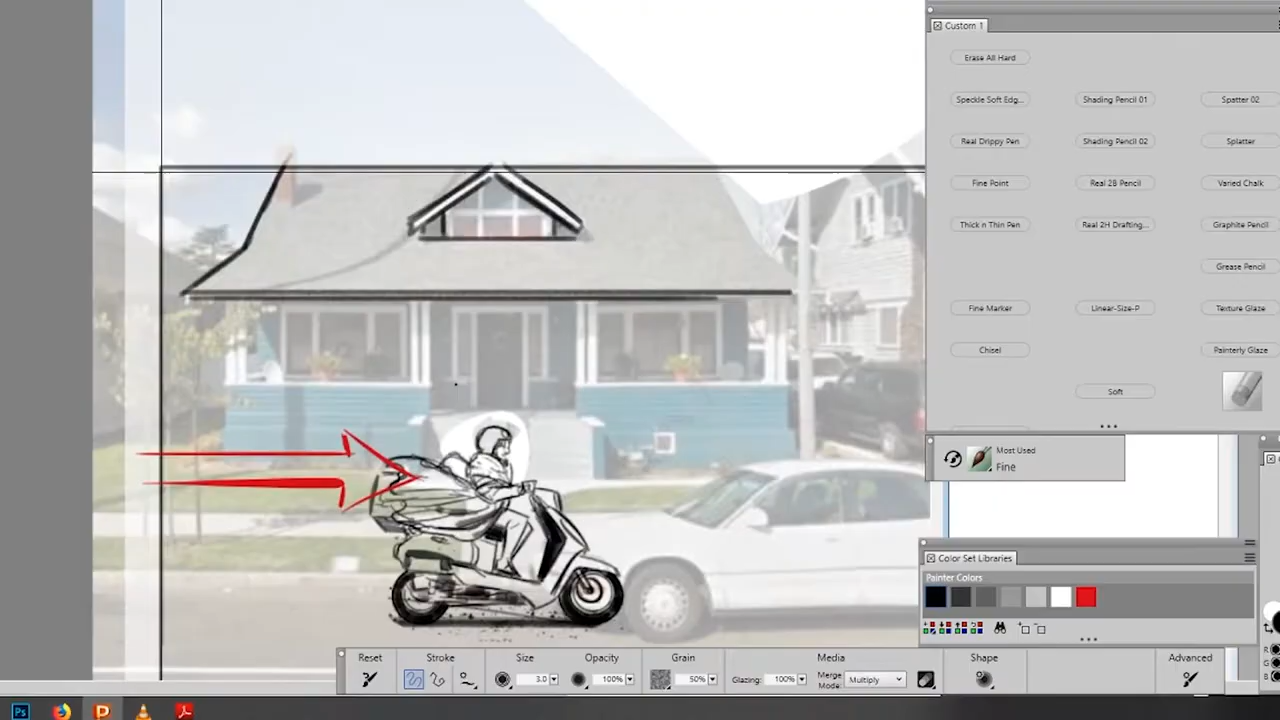 Custom 1
Erase All Hard
Speckle Soft Edg... Shading Pencil 01 Spatter 02
Real Drippy Pen Shading Pencil 02 Splatter
Fine Point Real 2B Pencil Varied Chalk
Thick n Thin Pen Real 2H Drafting... Graphite Pencil
Grease Pencil
Fine Marker Linear-Size-P Texture Glaze
Chisel Painterly Glaze
Soft
Most Used
Fine
Color Set Libraries
Painter Colors
Reset Stroke Size Opacity Grain Media Shape Advanced
3.0 100% 50% Glazing: 100% Merge Mode: Multiply
R
G
B
Ps